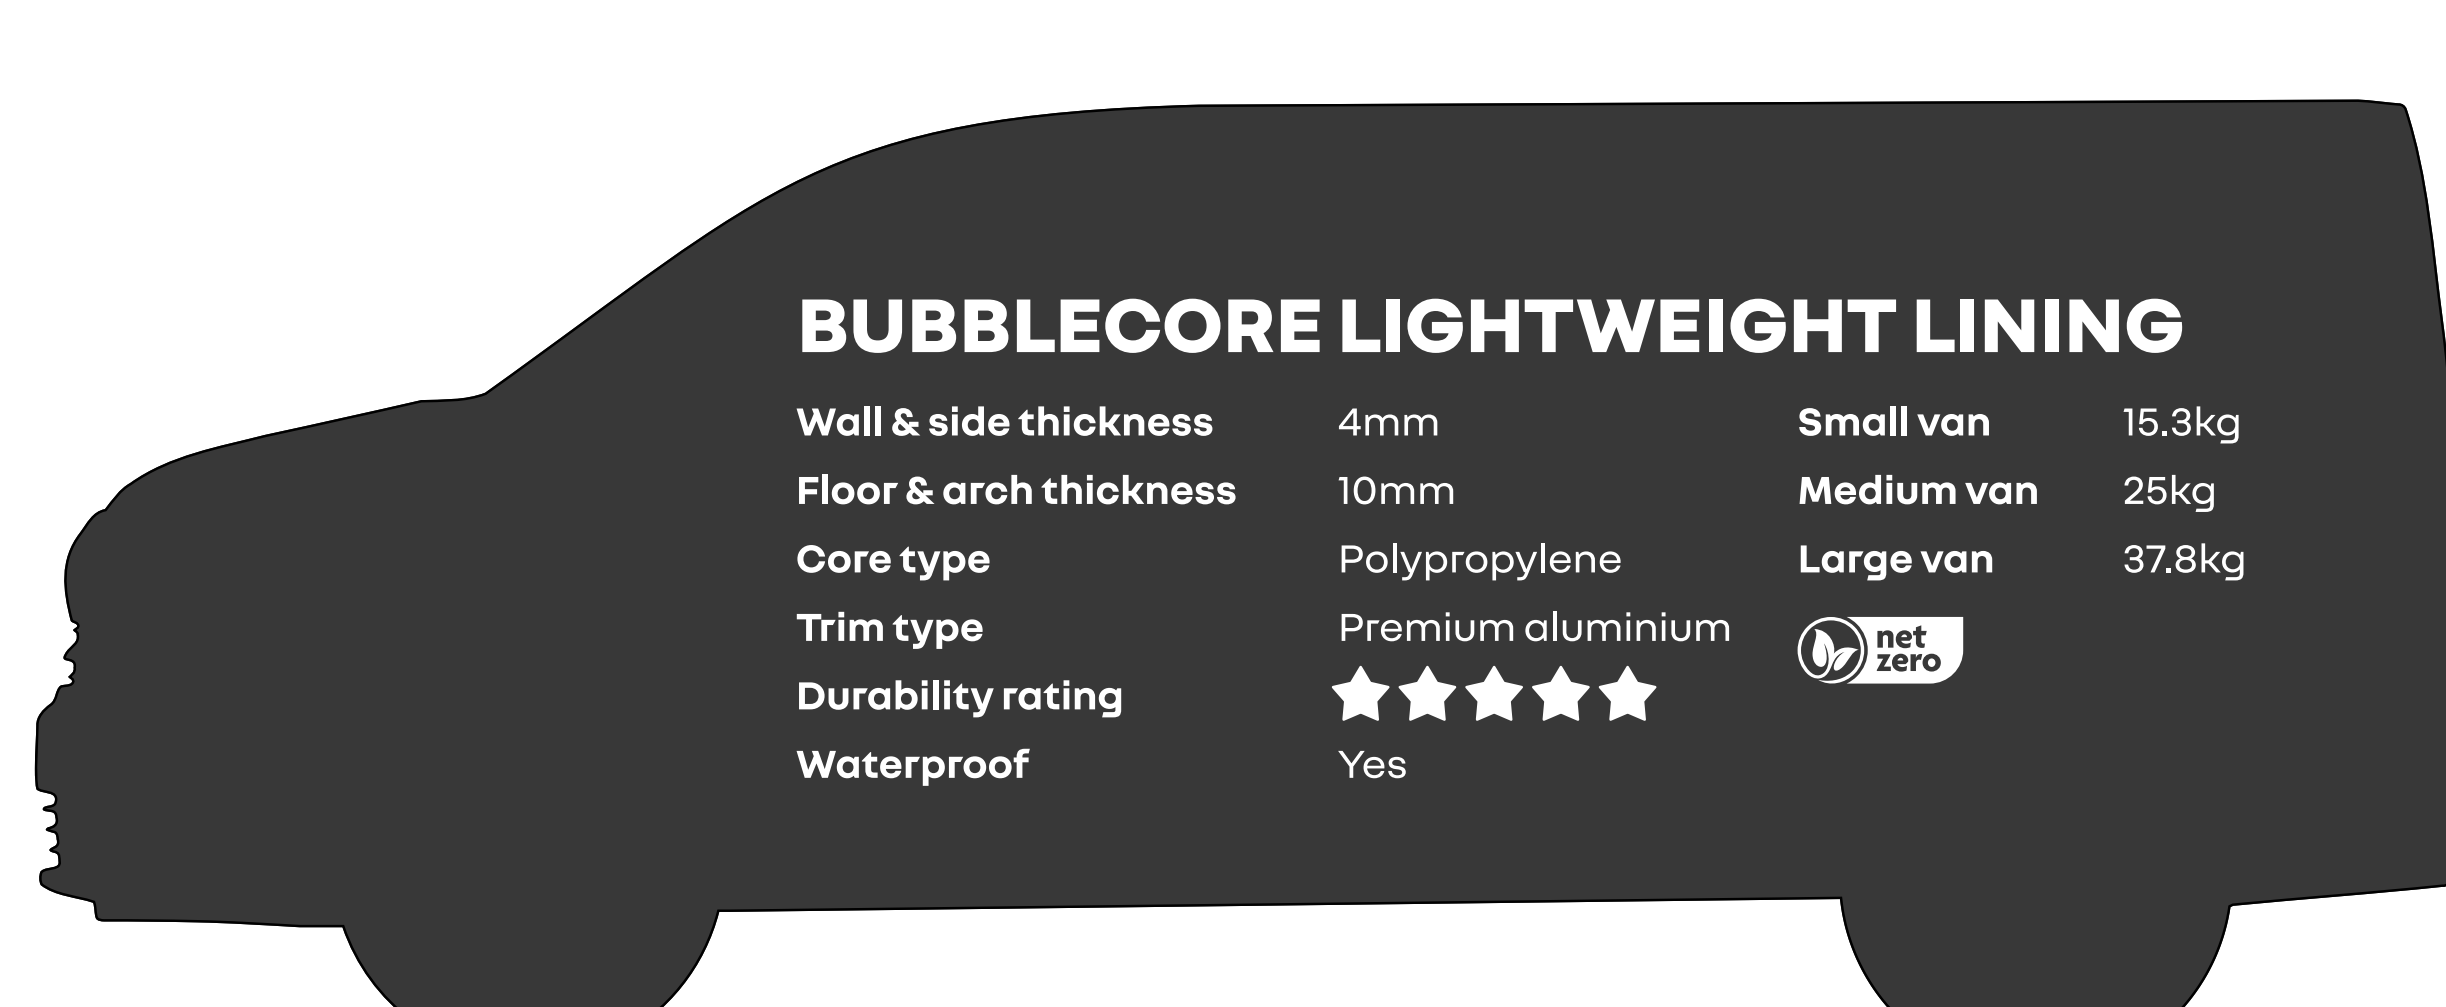 BUBBLECORE LIGHTWEIGHT LINING
Wall & side thickness 4mm
Floor & arch thickness 10mm
Core type Polypropylene
Trim type Premium aluminium
Durability rating
Waterproof Yes
Small van 15.3kg
Medium van 25kg
Large van 37.8kg
net
zero